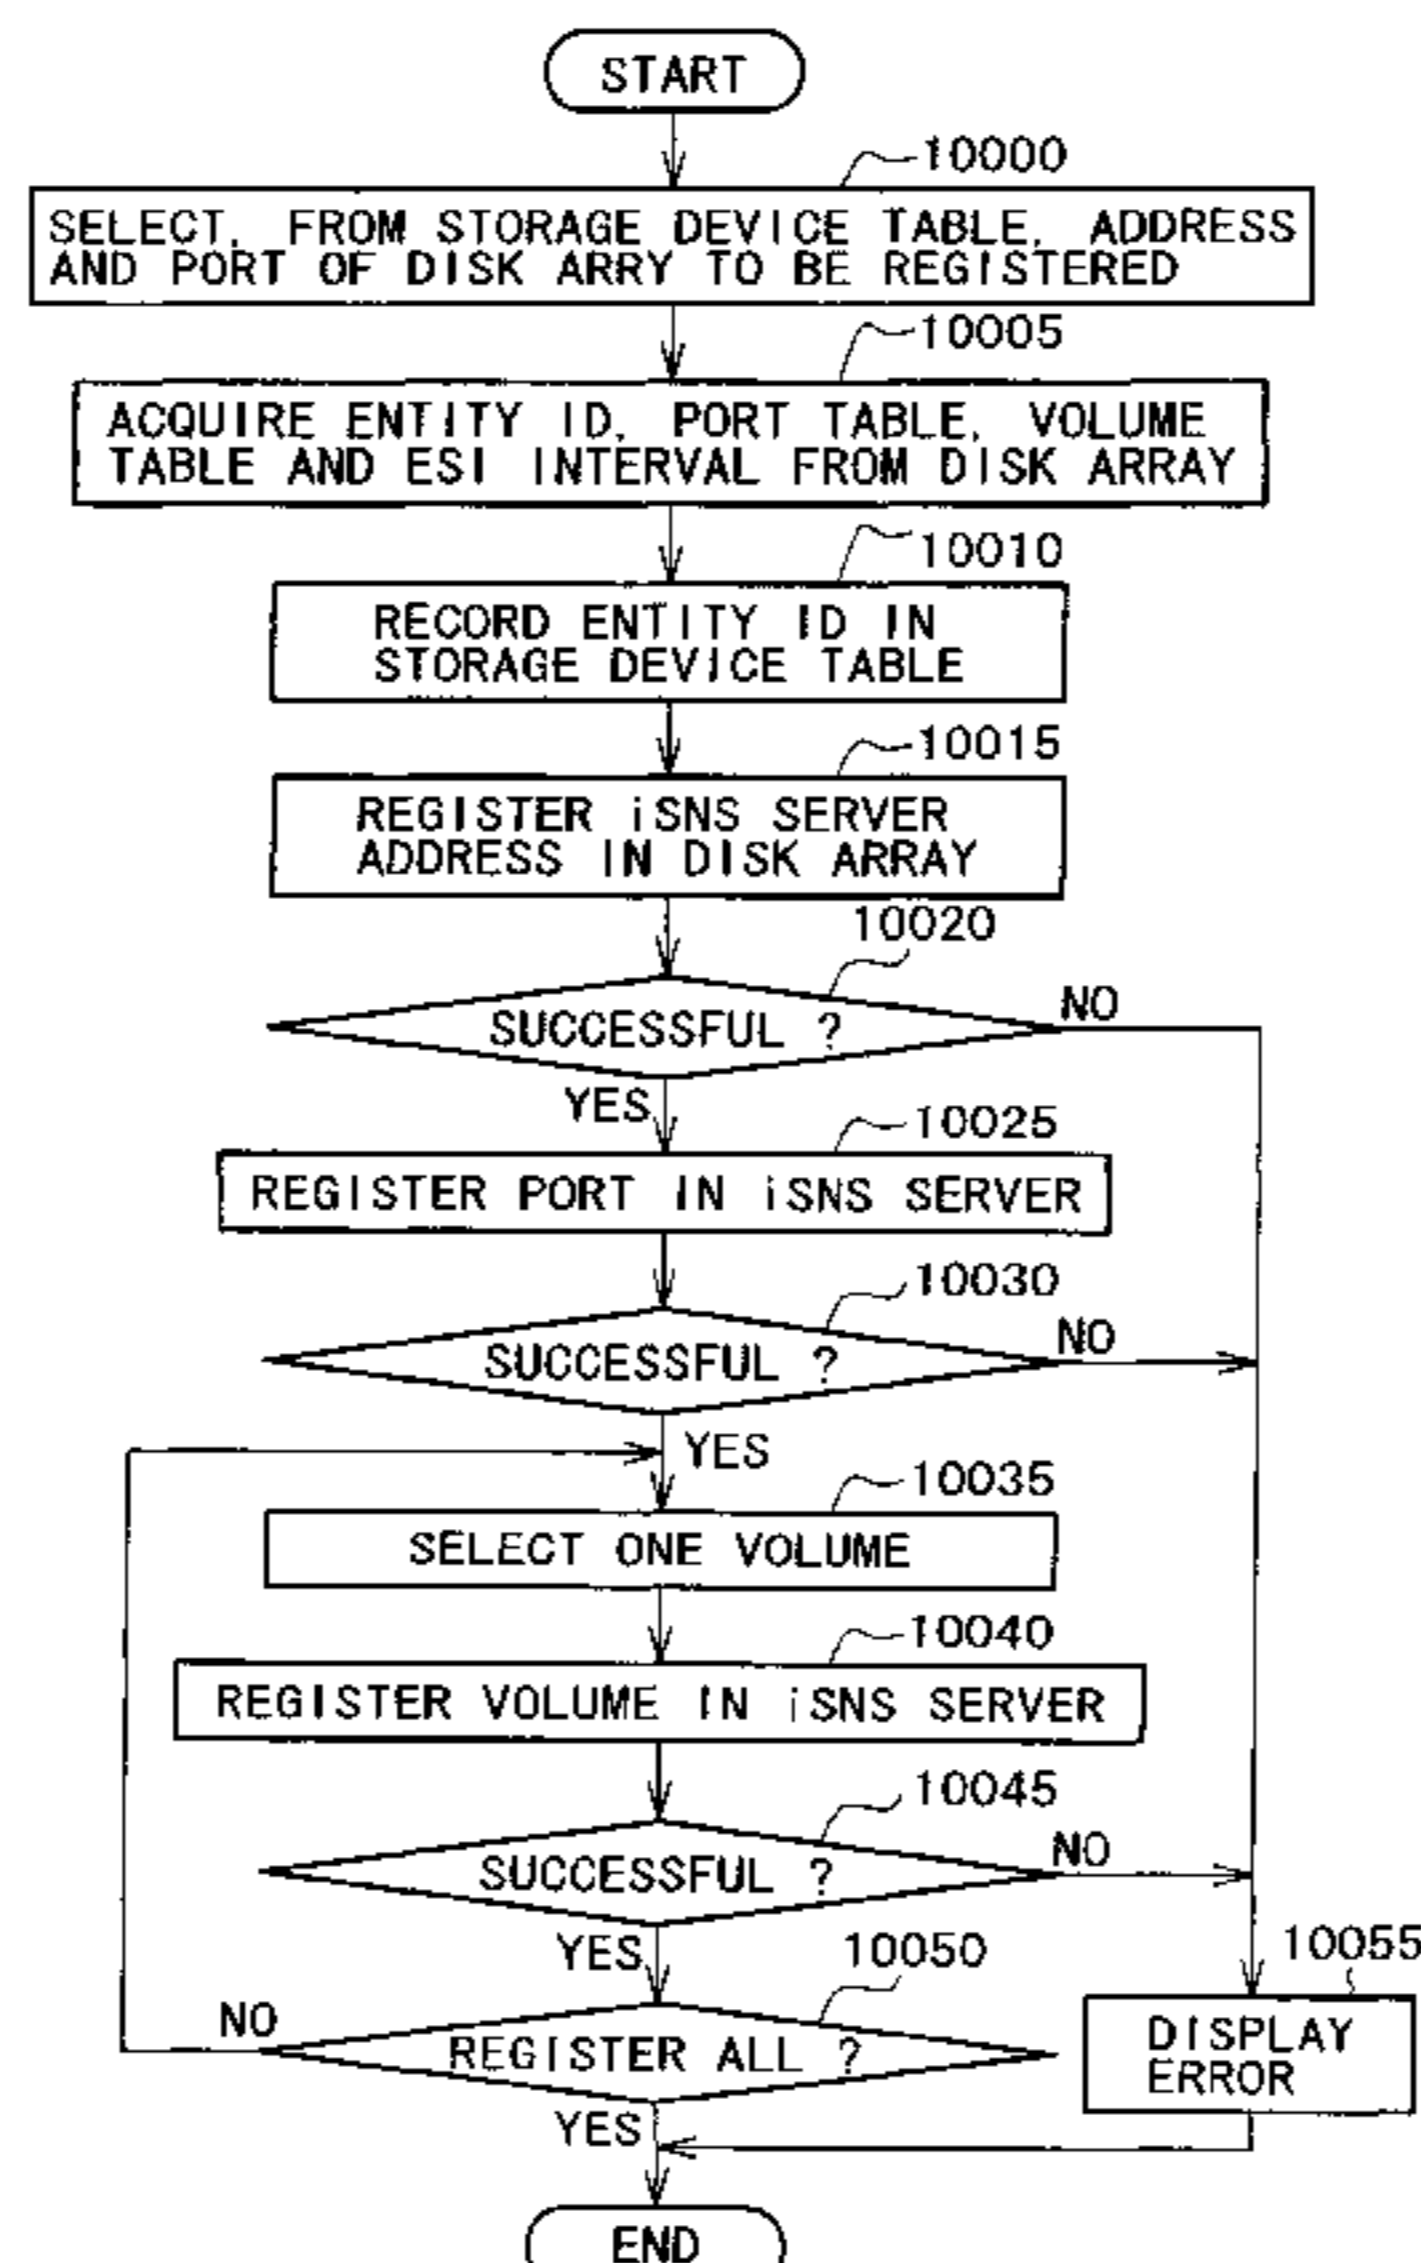 START
10000
SELECT, FROM STORAGE DEVICE TABLE, ADDRESS
AND PORT OF DISK ARRY TO BE REGISTERED
10005
ACQUIRE ENTITY ID, PORT TABLE, VOLUME
TABLE AND ESI INTERVAL FROM DISK ARRAY
10010
RECORD ENTITY ID IN
STORAGE DEVICE TABLE
10015
REGISTER iSNS SERVER
ADDRESS IN DISK ARRAY
10020
SUCCESSFUL ?
NO
YES
10025
REGISTER PORT IN iSNS SERVER
10030
SUCCESSFUL ?
NO
YES
10035
SELECT ONE VOLUME
10040
REGISTER VOLUME IN iSNS SERVER
10045
SUCCESSFUL ?
NO
YES
10050
REGISTER ALL ?
NO
YES
10055
DISPLAY
ERROR
END